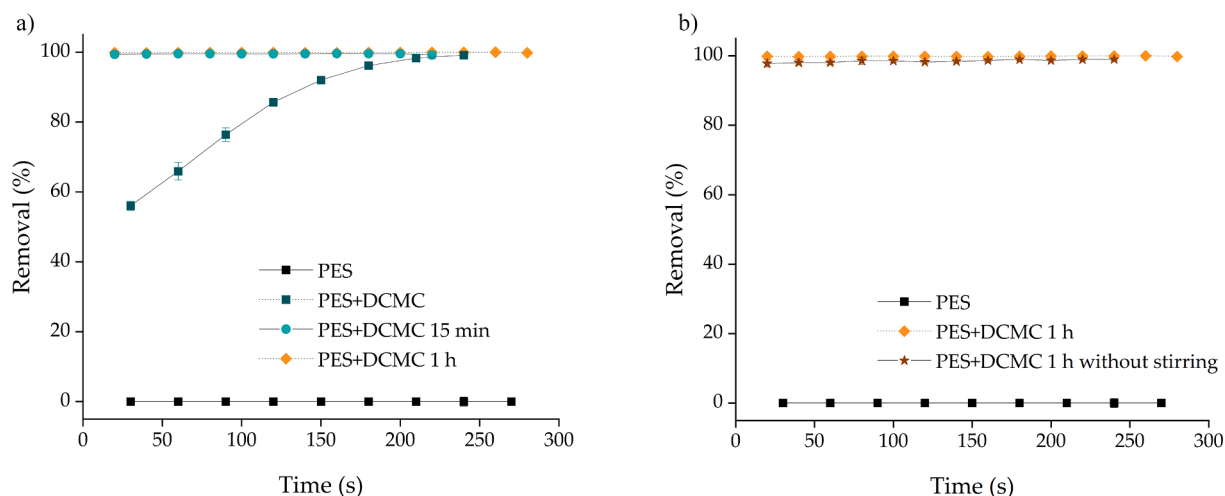 a)
100
80
60
40
20
0
Removal (%)
PES
PES+DCMC
PES+DCMC 15 min
PES+DCMC 1 h
0 50 100 150 200 250 300
Time (s)
b)
100
80
60
40
20
0
Removal (%)
PES
PES+DCMC 1 h
PES+DCMC 1 h without stirring
0 50 100 150 200 250 300
Time (s)